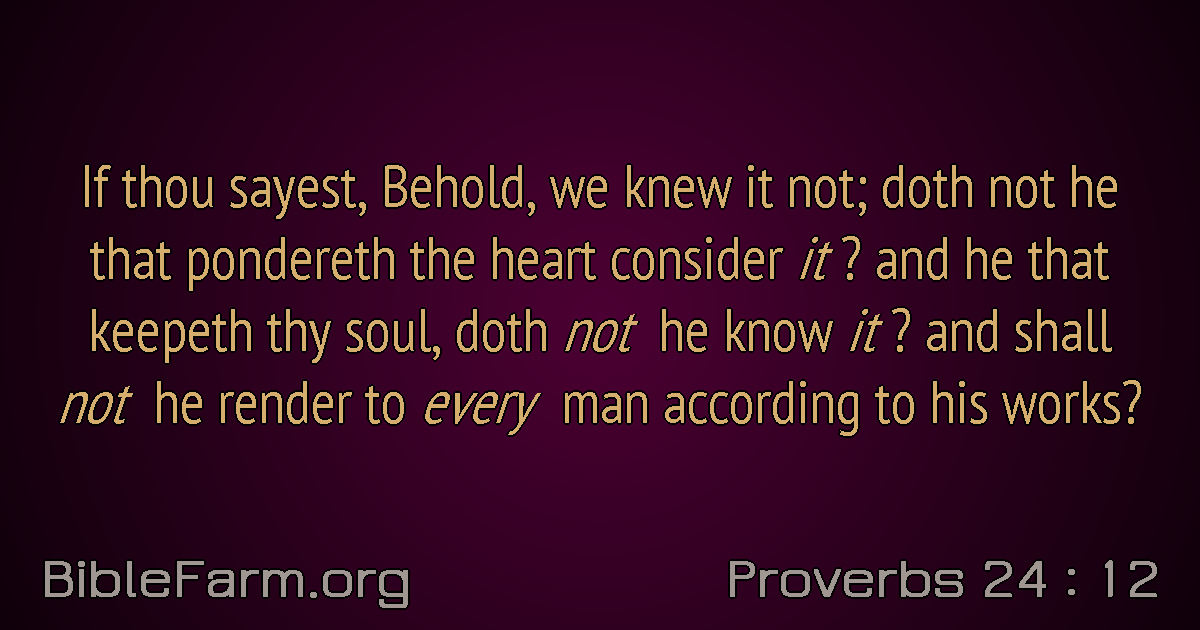 If thou sayest, Behold, we knew it not; doth not he
that pondereth the heart consider it ? and he that
keepeth thy soul, doth not he know it ? and shall
not he render to every man according to his works?
BibleFarm.org
Proverbs 24 : 12